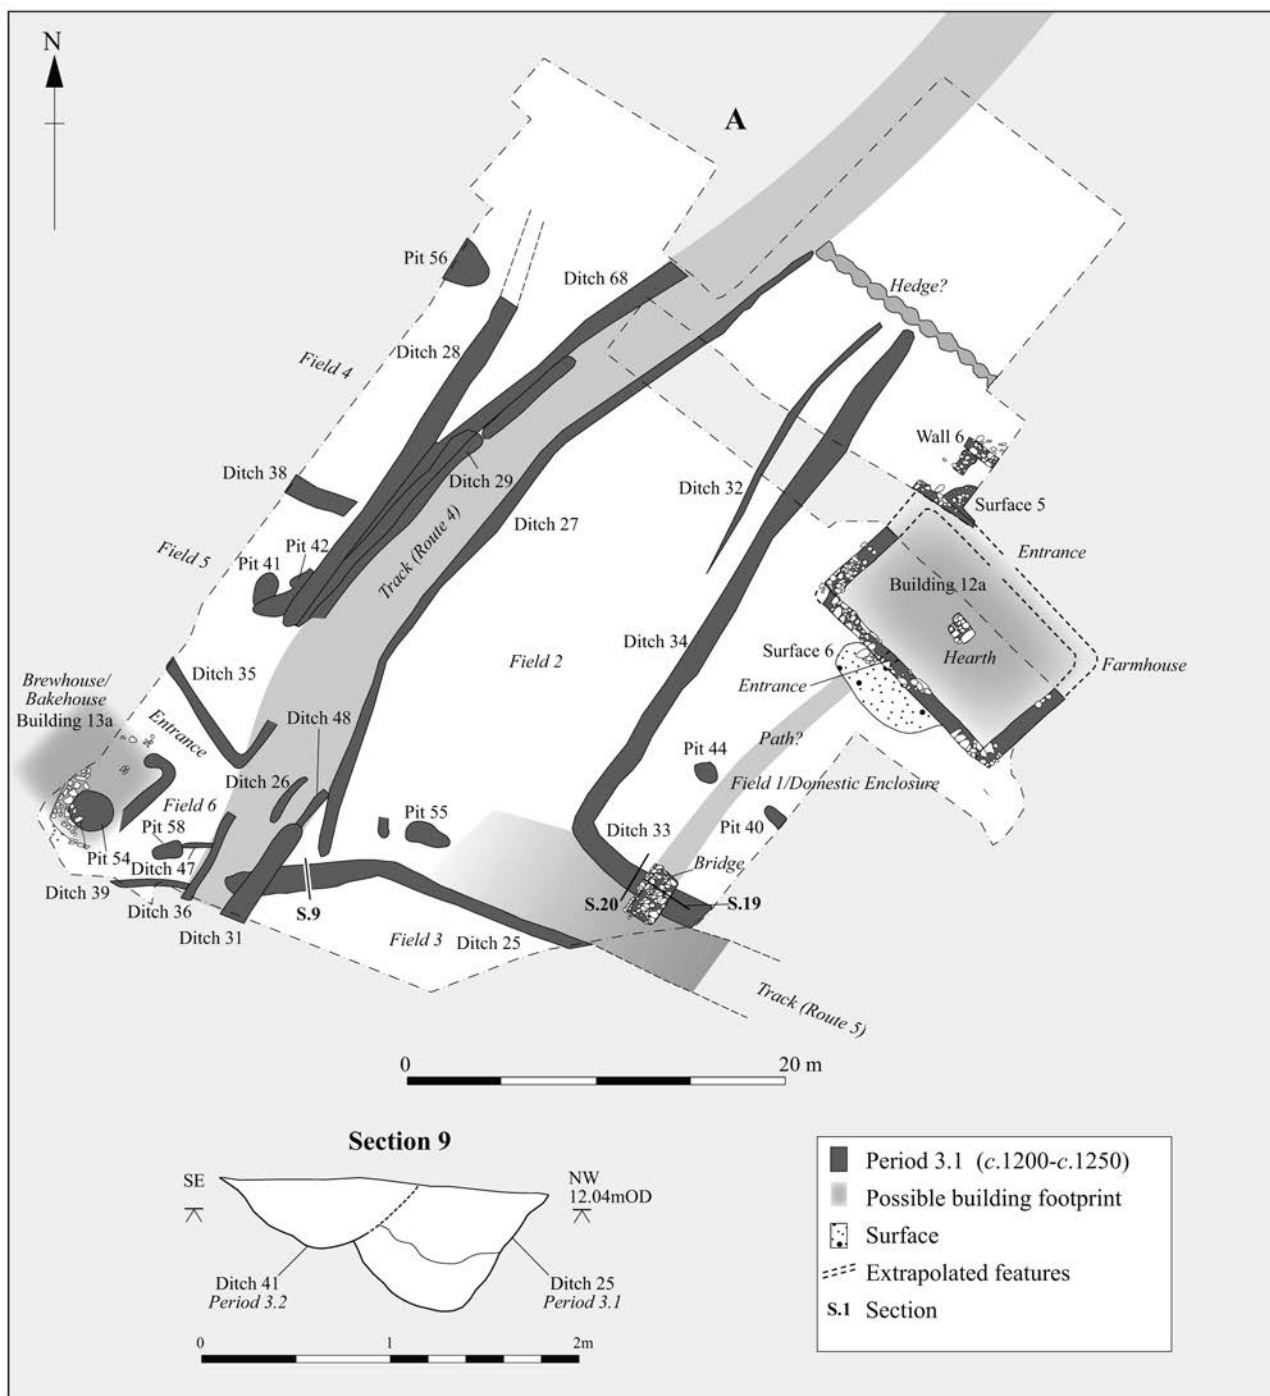 N
A
Pit 56
Ditch 68
Hedge?
Field 4
Ditch 28
Wall 6
Ditch 38
Ditch 29
Ditch 32
Surface 5
Track (Route 4)
Ditch 27
Field 5
Pit 42
Pit 41
Entrance
Building 12a
Ditch 34
Surface 6
Hearth
Field 2
Farmhouse
Entrance
Ditch 35
Brewhouse/
Bakehouse
Building 13a
Entrance
Ditch 48
Path?
Pit 44
Ditch 26
Field 1/Domestic Enclosure
Field 6
Pit 55
Pit 58
Ditch 33
Pit 40
Pit 54
Ditch 47
Bridge
Ditch 39
S.9
S.20
S.19
Ditch 36
Ditch 31
Field 3
Ditch 25
Track (Route 5)
0
20 m
Section 9
SE
NW
12.04mOD
Ditch 41
Period 3.2
Ditch 25
Period 3.1
0
1
2m
Period 3.1 (c.1200-c.1250)
Possible building footprint
Surface
Extrapolated features
S.1 Section